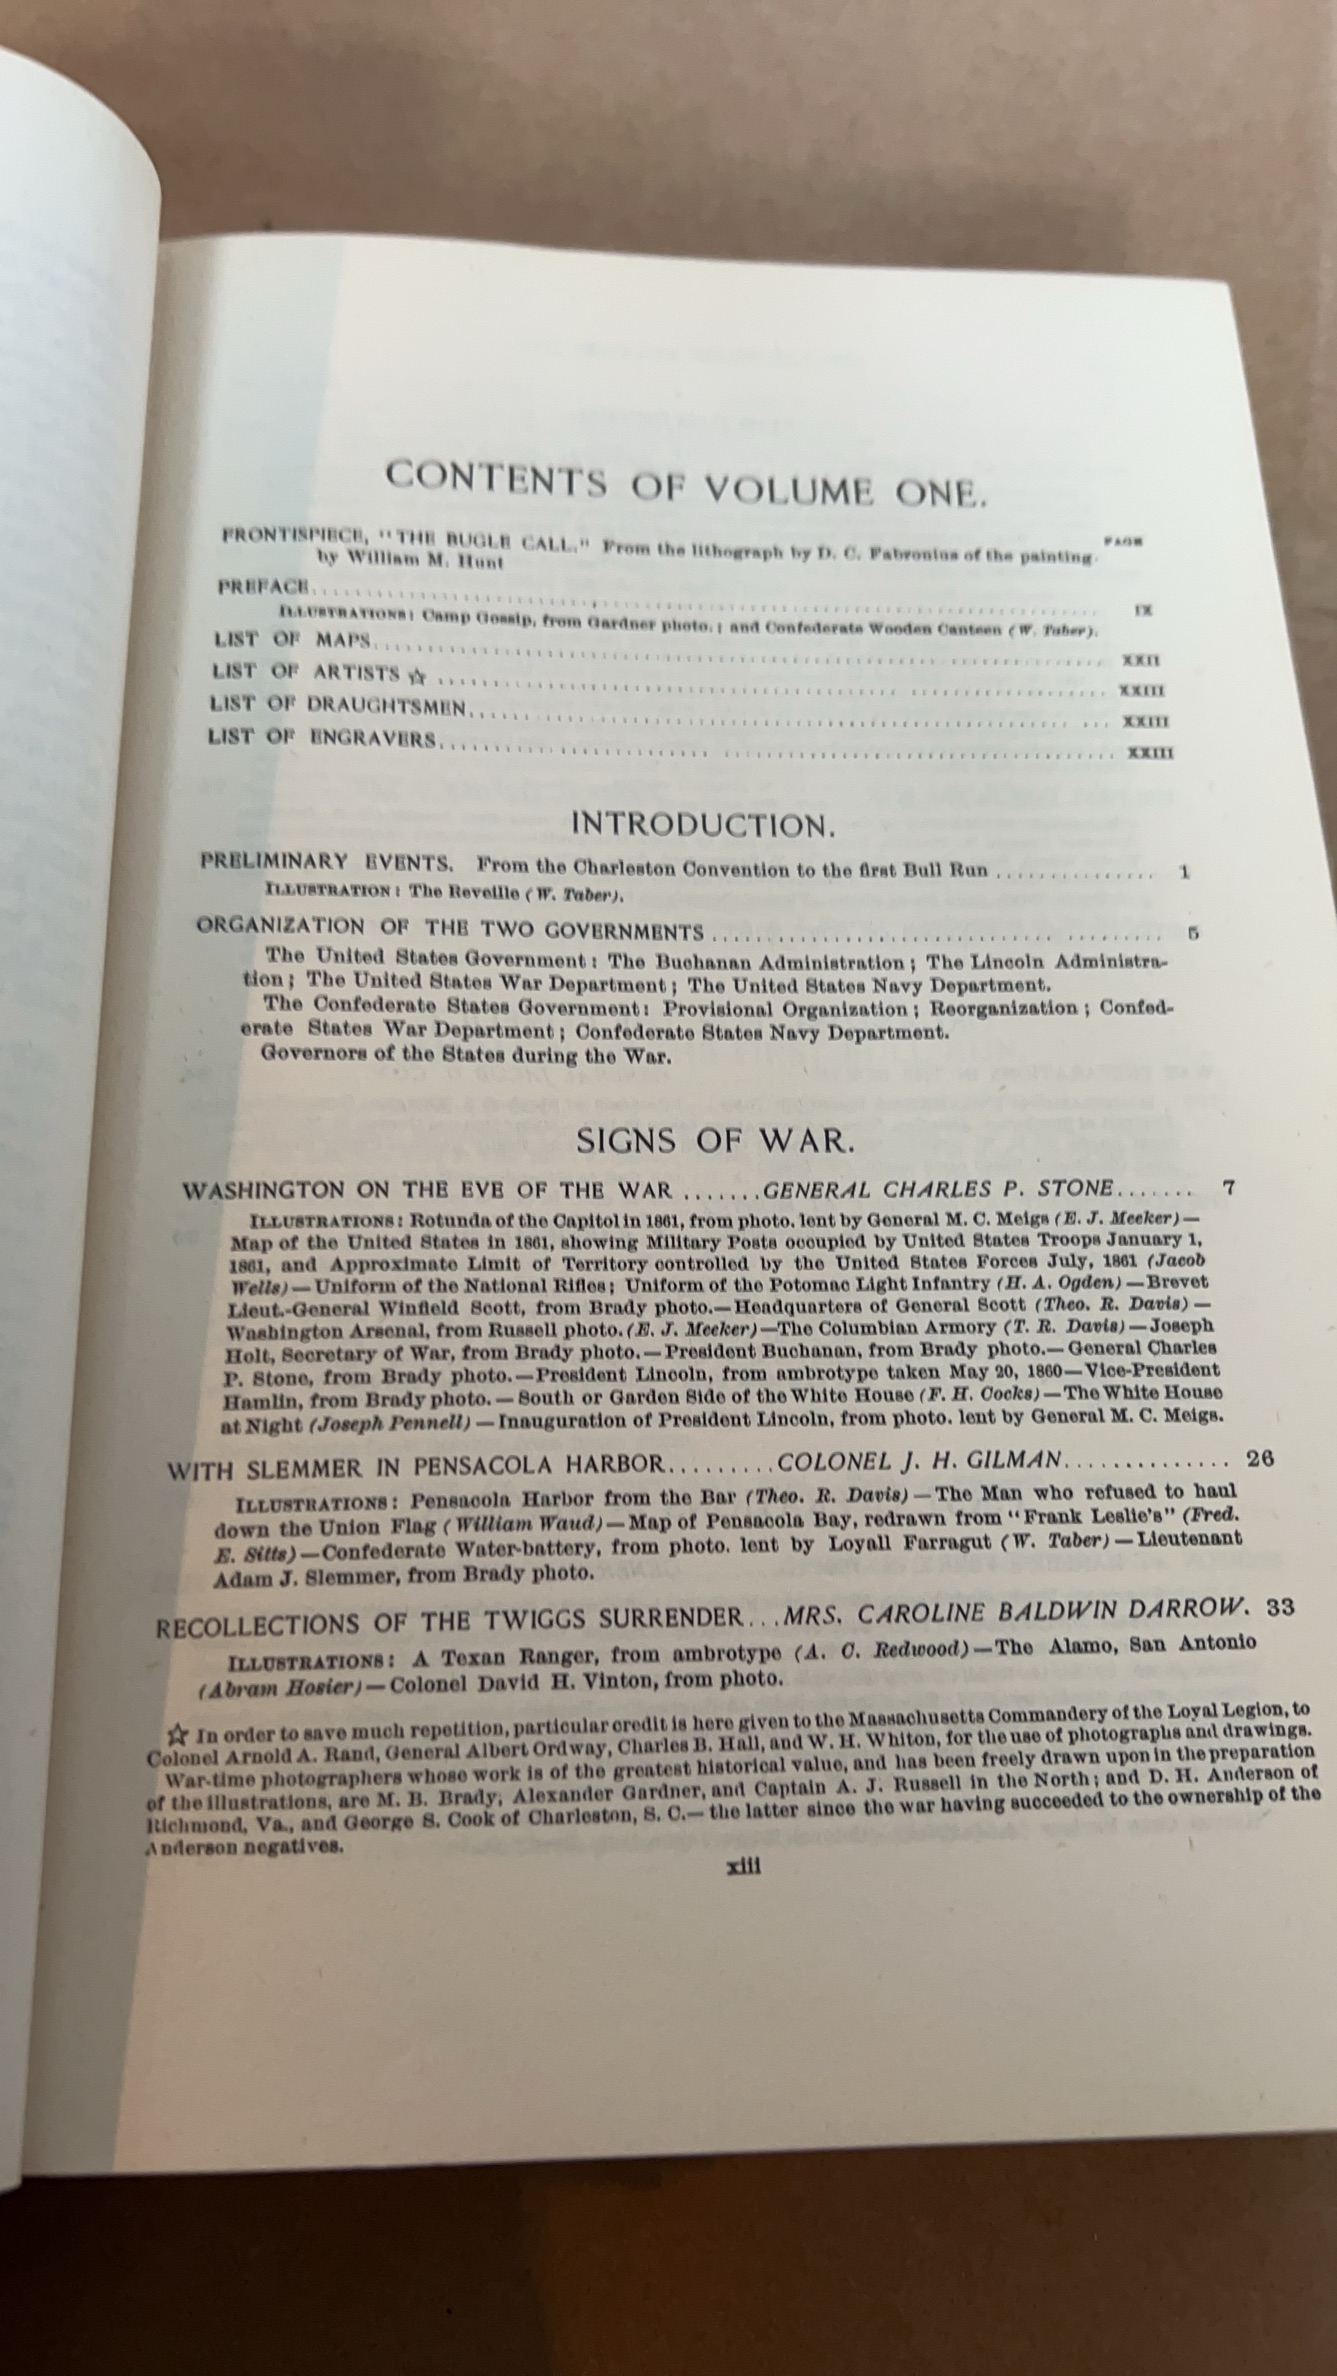 CONTENTS OF VOLUME ONE.
PAGE
FRONTISPIECE, "THE BUGLE CALL." From the lithograph by D. C. Fabronius of the painting
by William M. Hunt
PREFACE.......... IX
ILLUSTRATIONS: Camp Gossip, from Gardner photo.; and Confederate Wooden Canteen (W. Taber).
LIST OF MAPS.......... XXII
LIST OF ARTISTS ☆ .......... XXIII
LIST OF DRAUGHTSMEN.......... XXIII
LIST OF ENGRAVERS.......... XXIII
INTRODUCTION.
PRELIMINARY EVENTS. From the Charleston Convention to the first Bull Run .......... 1
ILLUSTRATION: The Reveille (W. Taber).
ORGANIZATION OF THE TWO GOVERNMENTS .......... 5
The United States Government: The Buchanan Administration; The Lincoln Administra-
tion; The United States War Department; The United States Navy Department.
The Confederate States Government: Provisional Organization; Reorganization; Confed-
erate States War Department; Confederate States Navy Department.
Governors of the States during the War.
SIGNS OF WAR.
WASHINGTON ON THE EVE OF THE WAR .......GENERAL CHARLES P. STONE....... 7
ILLUSTRATIONS: Rotunda of the Capitol in 1861, from photo. lent by General M. C. Meigs (E. J. Meeker)—
Map of the United States in 1861, showing Military Posts occupied by United States Troops January 1,
1861, and Approximate Limit of Territory controlled by the United States Forces July, 1861 (Jacob
Wells)—Uniform of the National Rifles; Uniform of the Potomac Light Infantry (H. A. Ogden)—Brevet
Lieut.-General Winfield Scott, from Brady photo.—Headquarters of General Scott (Theo. R. Davis)—
Washington Arsenal, from Russell photo. (E. J. Meeker)—The Columbian Armory (T. R. Davis)—Joseph
Holt, Secretary of War, from Brady photo.—President Buchanan, from Brady photo.—General Charles
P. Stone, from Brady photo.—President Lincoln, from ambrotype taken May 20, 1860—Vice-President
Hamlin, from Brady photo.—South or Garden Side of the White House (F. H. Cocks)—The White House
at Night (Joseph Pennell)—Inauguration of President Lincoln, from photo. lent by General M. C. Meigs.
WITH SLEMMER IN PENSACOLA HARBOR.........COLONEL J. H. GILMAN.............. 26
ILLUSTRATIONS: Pensacola Harbor from the Bar (Theo. R. Davis)—The Man who refused to haul
down the Union Flag (William Waud)—Map of Pensacola Bay, redrawn from "Frank Leslie's" (Fred.
E. Sitts)—Confederate Water-battery, from photo. lent by Loyall Farragut (W. Taber)—Lieutenant
Adam J. Slemmer, from Brady photo.
RECOLLECTIONS OF THE TWIGGS SURRENDER...MRS. CAROLINE BALDWIN DARROW. 33
ILLUSTRATIONS: A Texan Ranger, from ambrotype (A. C. Redwood)—The Alamo, San Antonio
(Abram Hosier)—Colonel David H. Vinton, from photo.
☆ In order to save much repetition, particular credit is here given to the Massachusetts Commandery of the Loyal Legion, to
Colonel Arnold A. Rand, General Albert Ordway, Charles B. Hall, and W. H. Whiton, for the use of photographs and drawings.
War-time photographers whose work is of the greatest historical value, and has been freely drawn upon in the preparation
of the illustrations, are M. B. Brady, Alexander Gardner, and Captain A. J. Russell in the North; and D. H. Anderson of
Richmond, Va., and George S. Cook of Charleston, S. C.—the latter since the war having succeeded to the ownership of the
Anderson negatives.
xiii